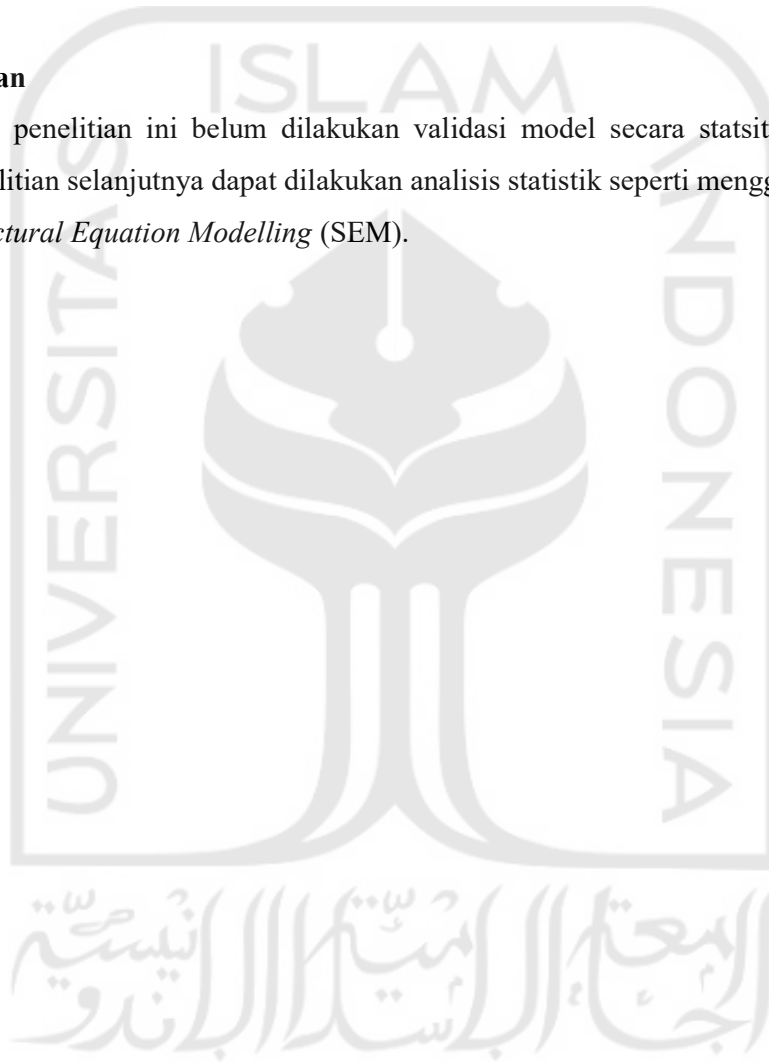 an
penelitian ini belum dilakukan validasi model secara statsit
litian selanjutnya dapat dilakukan analisis statistik seperti mengg
ctural Equation Modelling (SEM).
ISLAM
UNIVERSITAS
INDONESIA